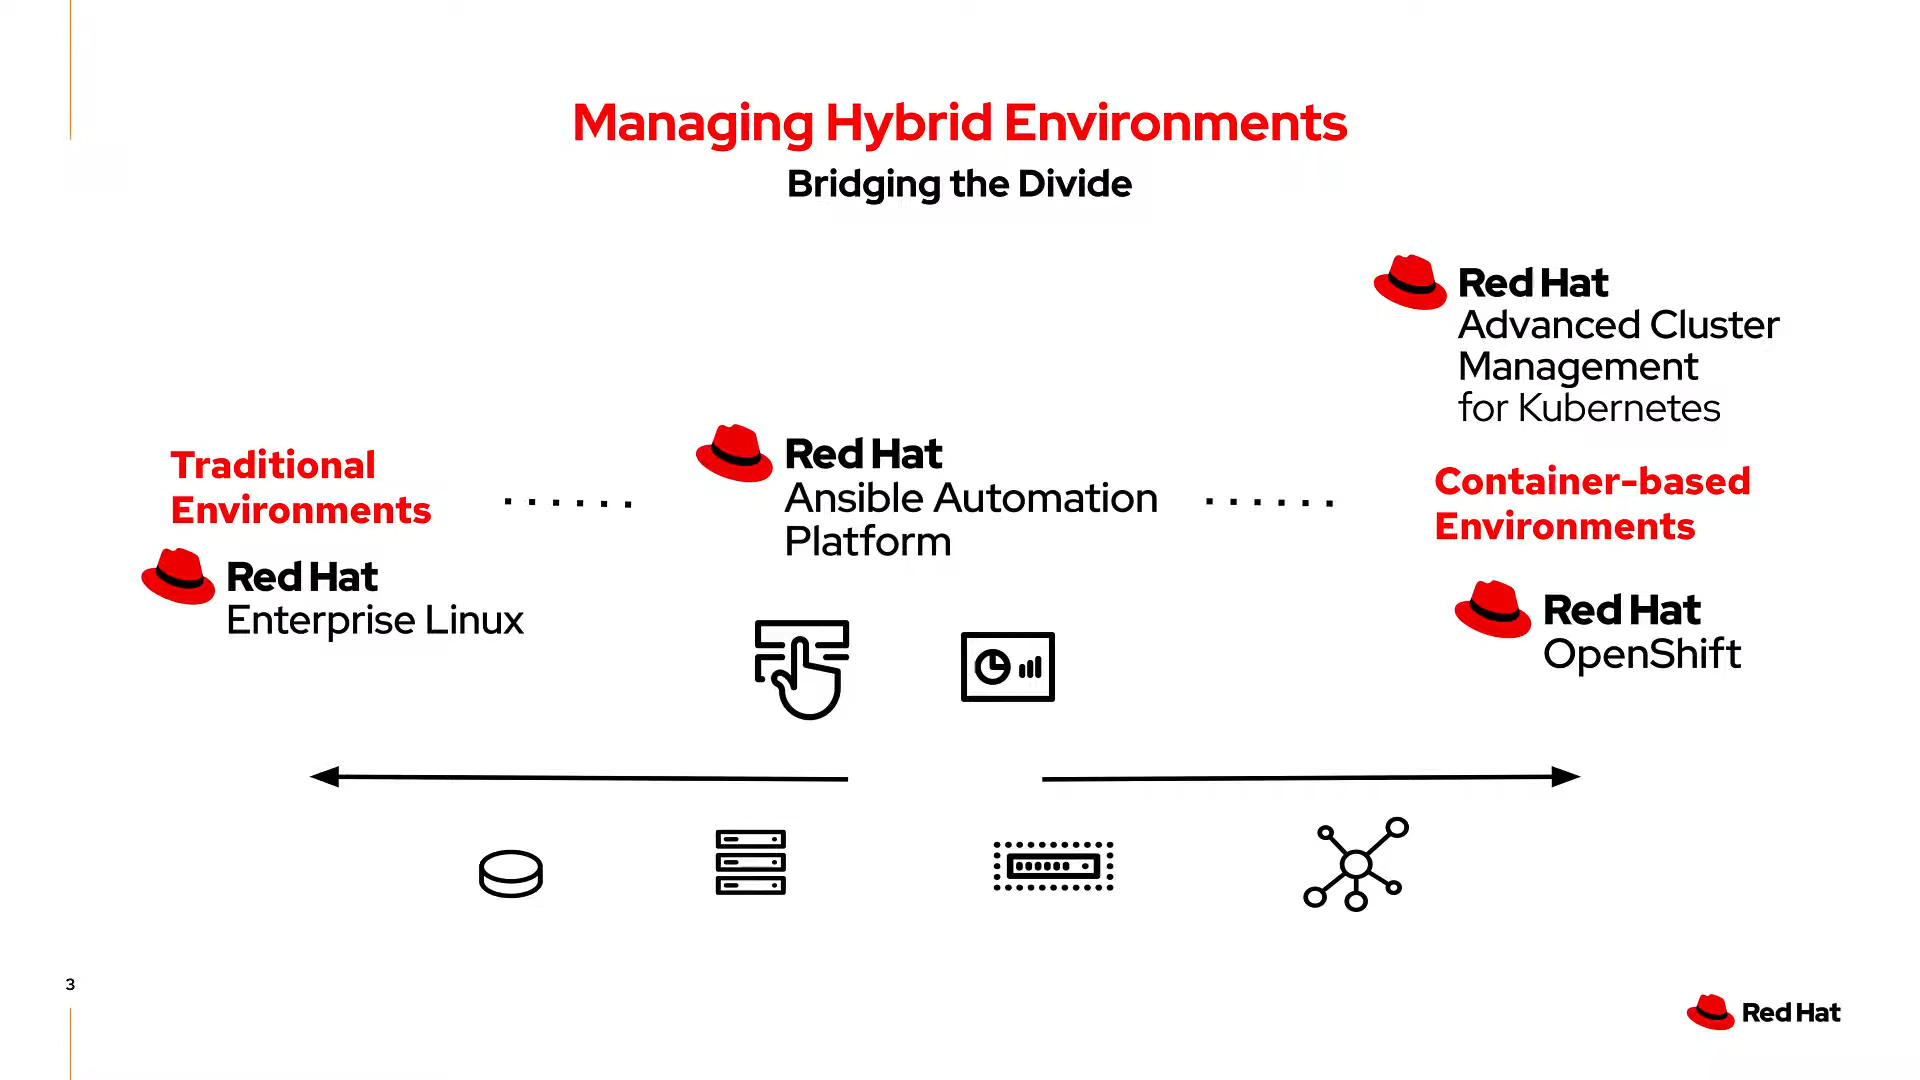 Managing Hybrid Environments
Bridging the Divide
Traditional
Environments
Red Hat
Enterprise Linux
Red Hat
Ansible Automation
Platform
Red Hat
Advanced Cluster
Management
for Kubernetes
Container-based
Environments
Red Hat
OpenShift
3
Red Hat